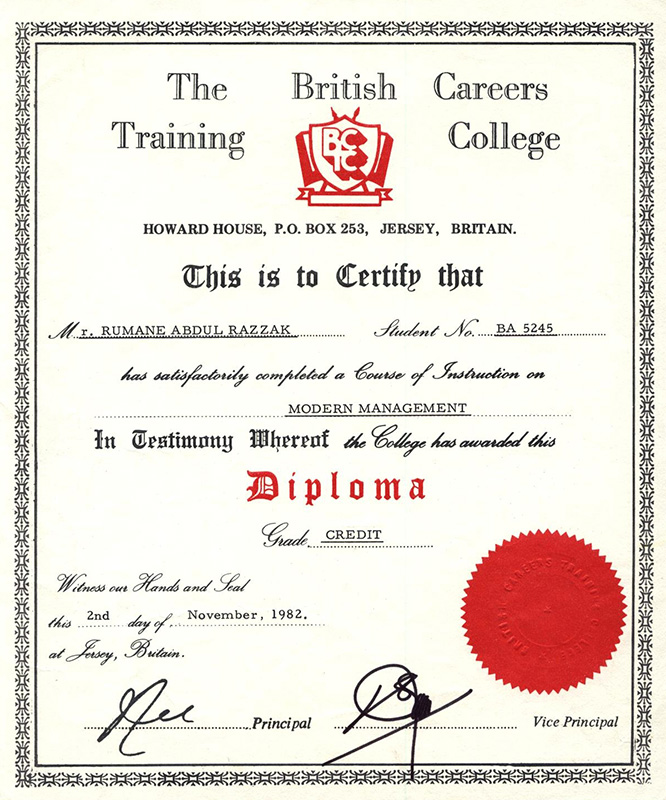 The British Careers
Training College
BCTC
HOWARD HOUSE, P.O. BOX 253, JERSEY, BRITAIN.
This is to Certify that
Mr. RUMANE ABDUL RAZZAK Student No. BA 5245
has satisfactorily completed a Course of Instruction on
MODERN MANAGEMENT
In Testimony Whereof the College has awarded this
Diploma
Grade CREDIT
Witness our Hands and Seal
this 2nd day of November, 1982.
at Jersey, Britain.
CAREERS TRAINING
Principal Vice Principal